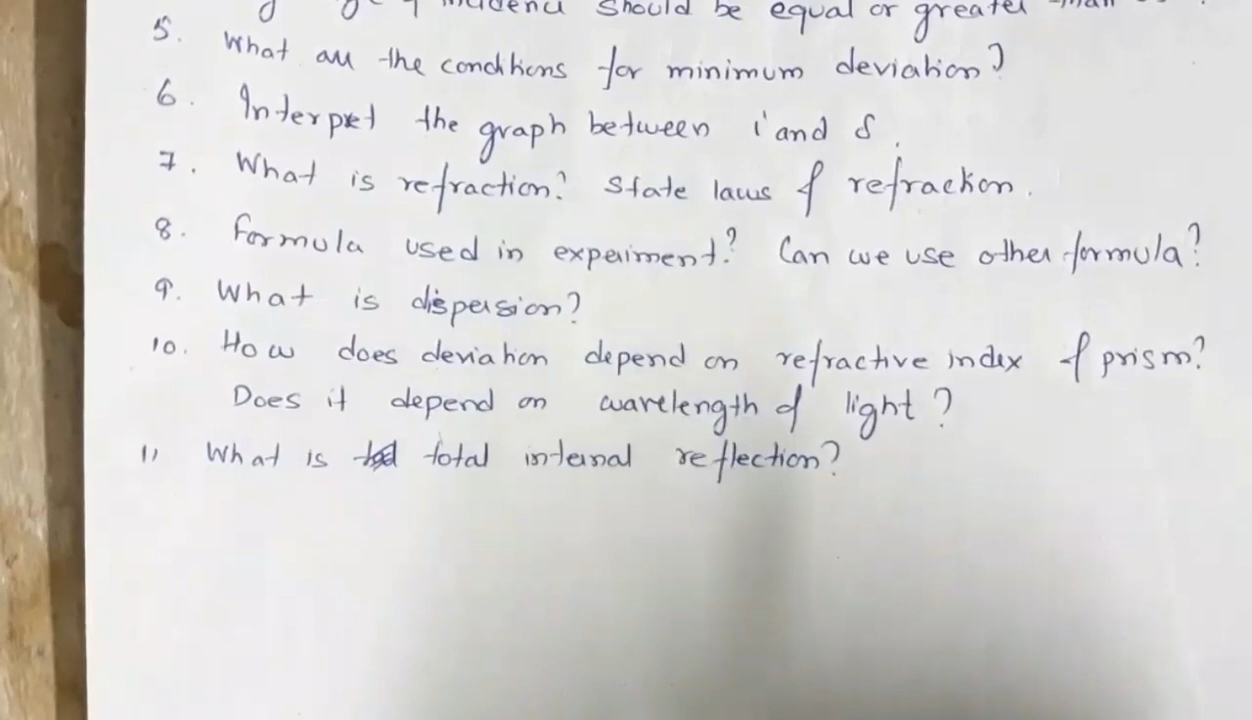 incidence should be equal or greater than
5. What are the conditions for minimum deviation?
6. Interpret the graph between i and δ.
7. What is refraction? State laws of refraction.
8. Formula used in experiment? Can we use other formula?
9. What is dispersion?
10. How does deviation depend on refractive index of prism?
Does it depend on wavelength of light?
11 What is total internal reflection?